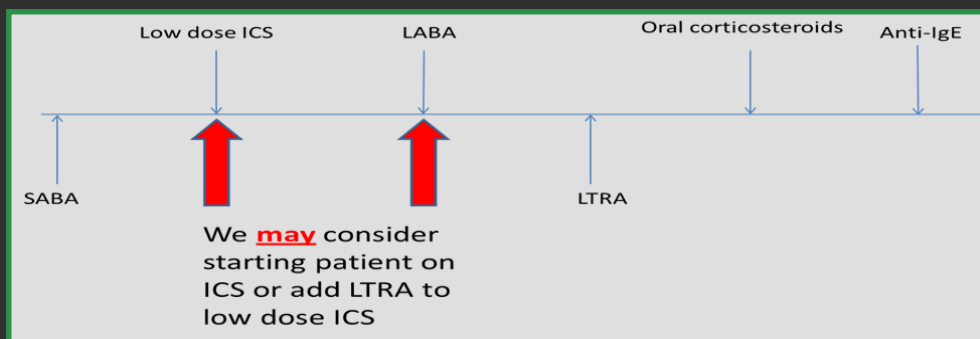 Low dose ICS
LABA
Oral corticosteroids
Anti-IgE
SABA
LTRA
We may consider
starting patient on
ICS or add LTRA to
low dose ICS